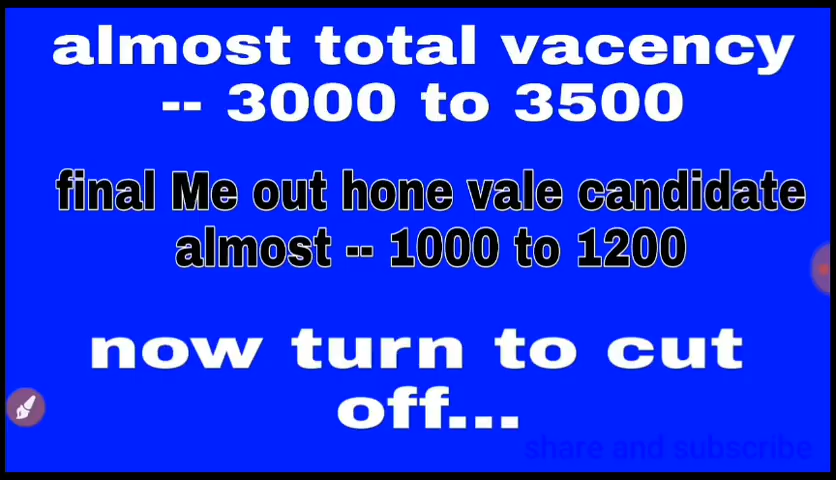 almost total vacency
-- 3000 to 3500
final Me out hone vale candidate
almost -- 1000 to 1200
now turn to cut
off...
share and subscribe